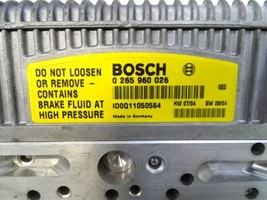 DO NOT LOOSEN
OR REMOVE -
CONTAINS
BRAKE FLUID AT
HIGH PRESSURE
BOSCH
0 265 960 026
I00Q11050564
Made in Germany
HW 07/04 SW 29/04